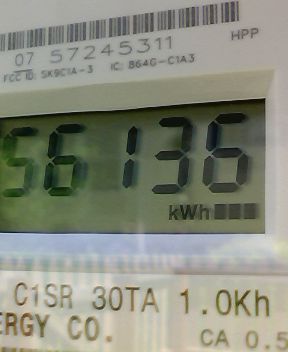 07 57245311 HPP
FCC ID: SK9C1A-3 IC: 864G-C1A3
56136
kWh
C1SR 30TA 1.0Kh
ERGY CO.
CA 0.5